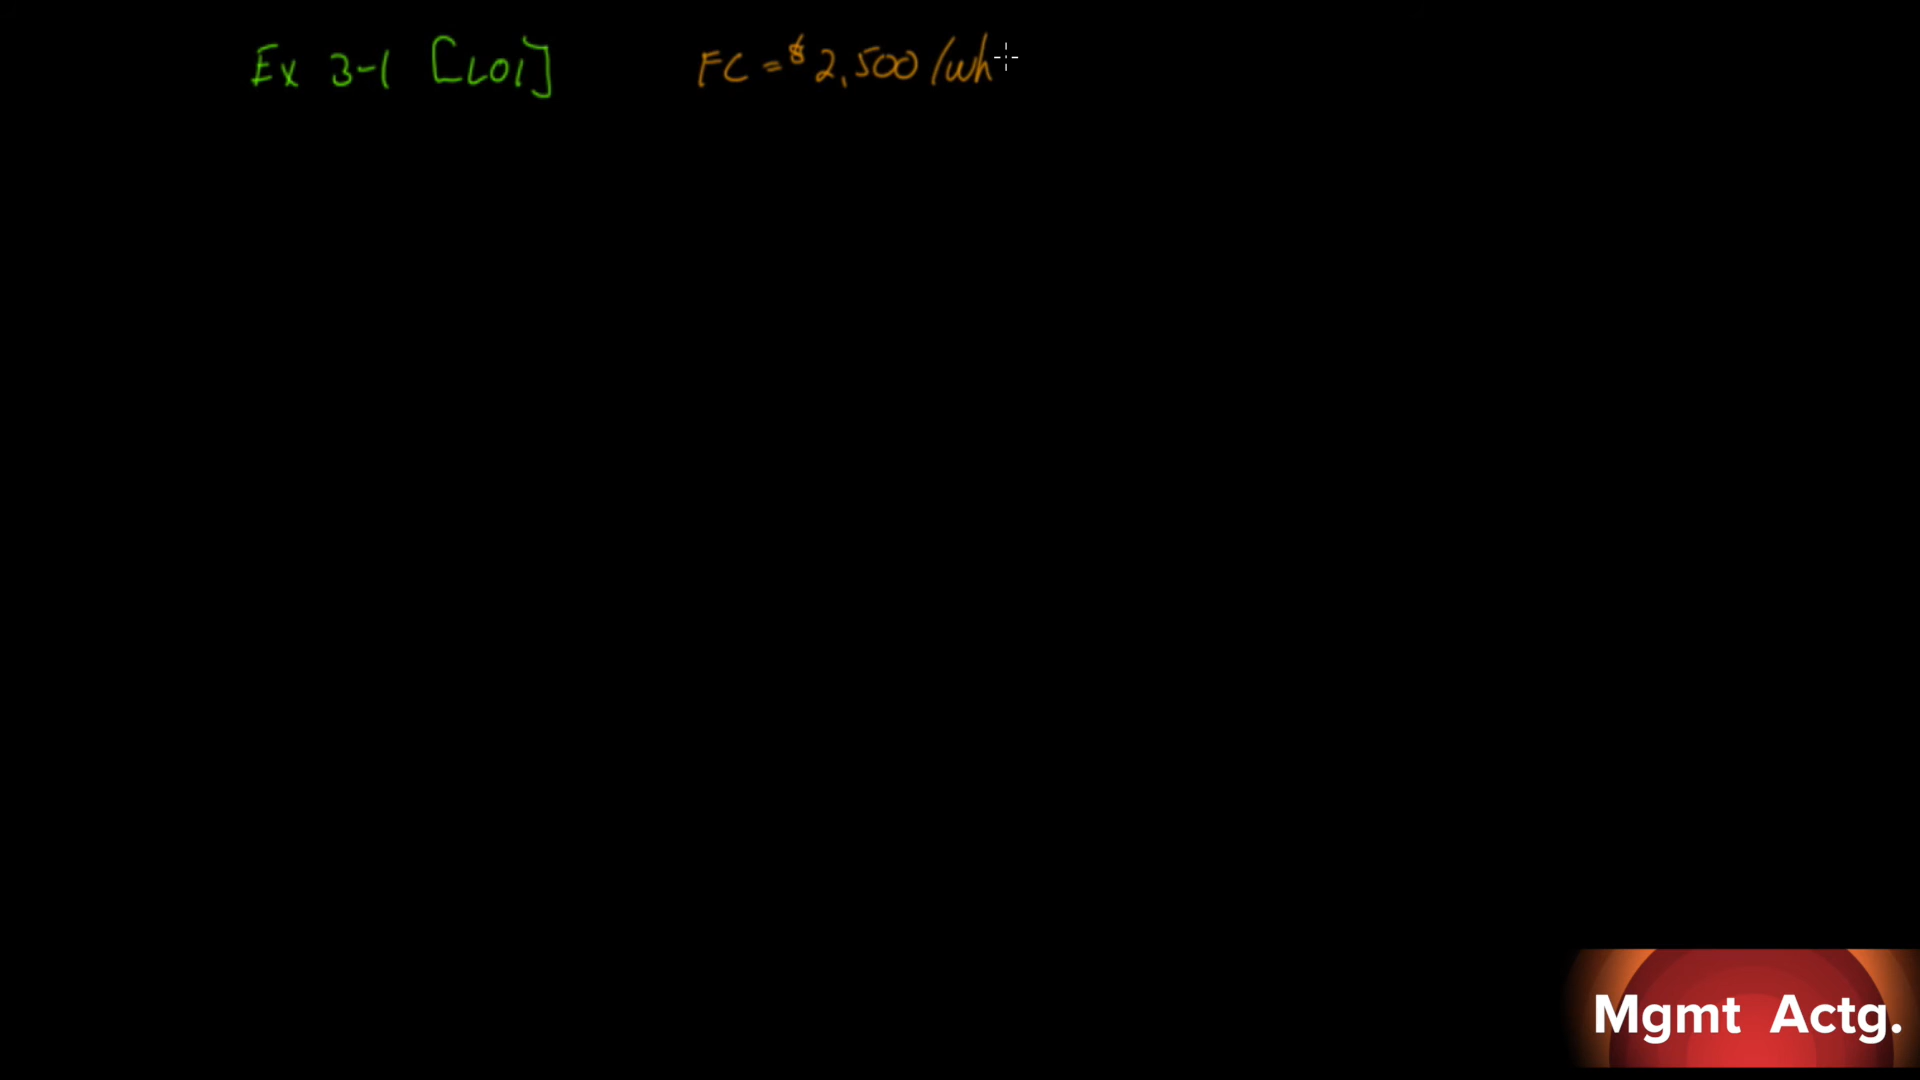 Ex 3-1 [LO1] FC = $2,500 /wh
Mgmt Actg.